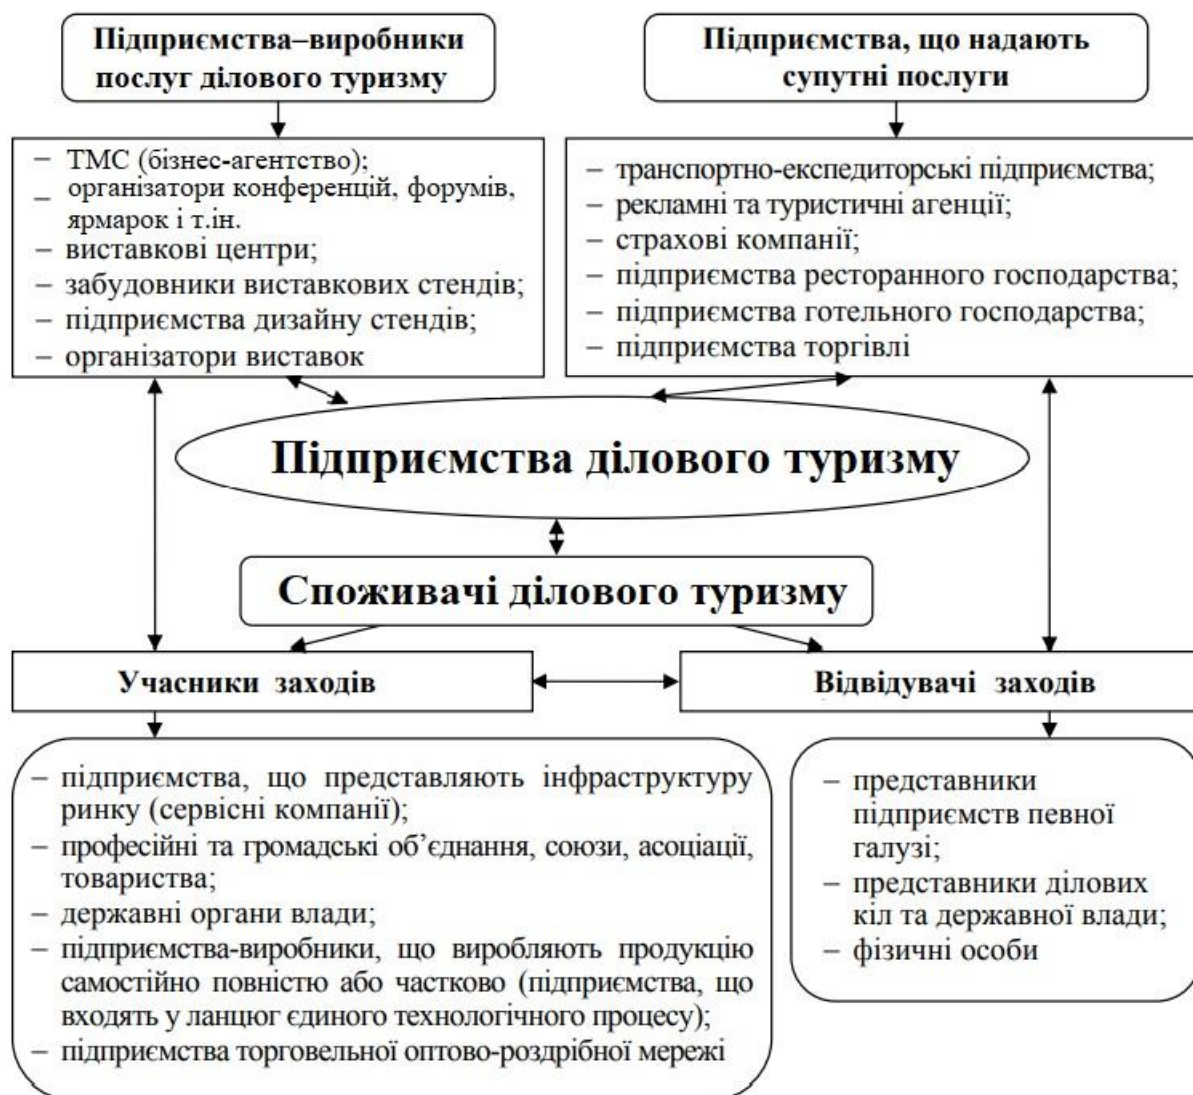 Підприємства–виробники
послуг ділового туризму
Підприємства, що надають
супутні послуги
– ТМС (бізнес-агентство);
– організатори конференцій, форумів,
ярмарок і т.ін.
– виставкові центри;
– забудовники виставкових стендів;
– підприємства дизайну стендів;
– організатори виставок
– транспортно-експедиторські підприємства;
– рекламні та туристичні агенції;
– страхові компанії;
– підприємства ресторанного господарства;
– підприємства готельного господарства;
– підприємства торгівлі
Підприємства ділового туризму
Споживачі ділового туризму
Учасники заходів
Відвідувачі заходів
– підприємства, що представляють інфраструктуру
ринку (сервісні компанії);
– професійні та громадські об’єднання, союзи, асоціації,
товариства;
– державні органи влади;
– підприємства-виробники, що виробляють продукцію
самостійно повністю або частково (підприємства, що
входять у ланцюг єдиного технологічного процесу);
– підприємства торговельної оптово-роздрібної мережі
– представники
підприємств певної
галузі;
– представники ділових
кіл та державної влади;
– фізичні особи